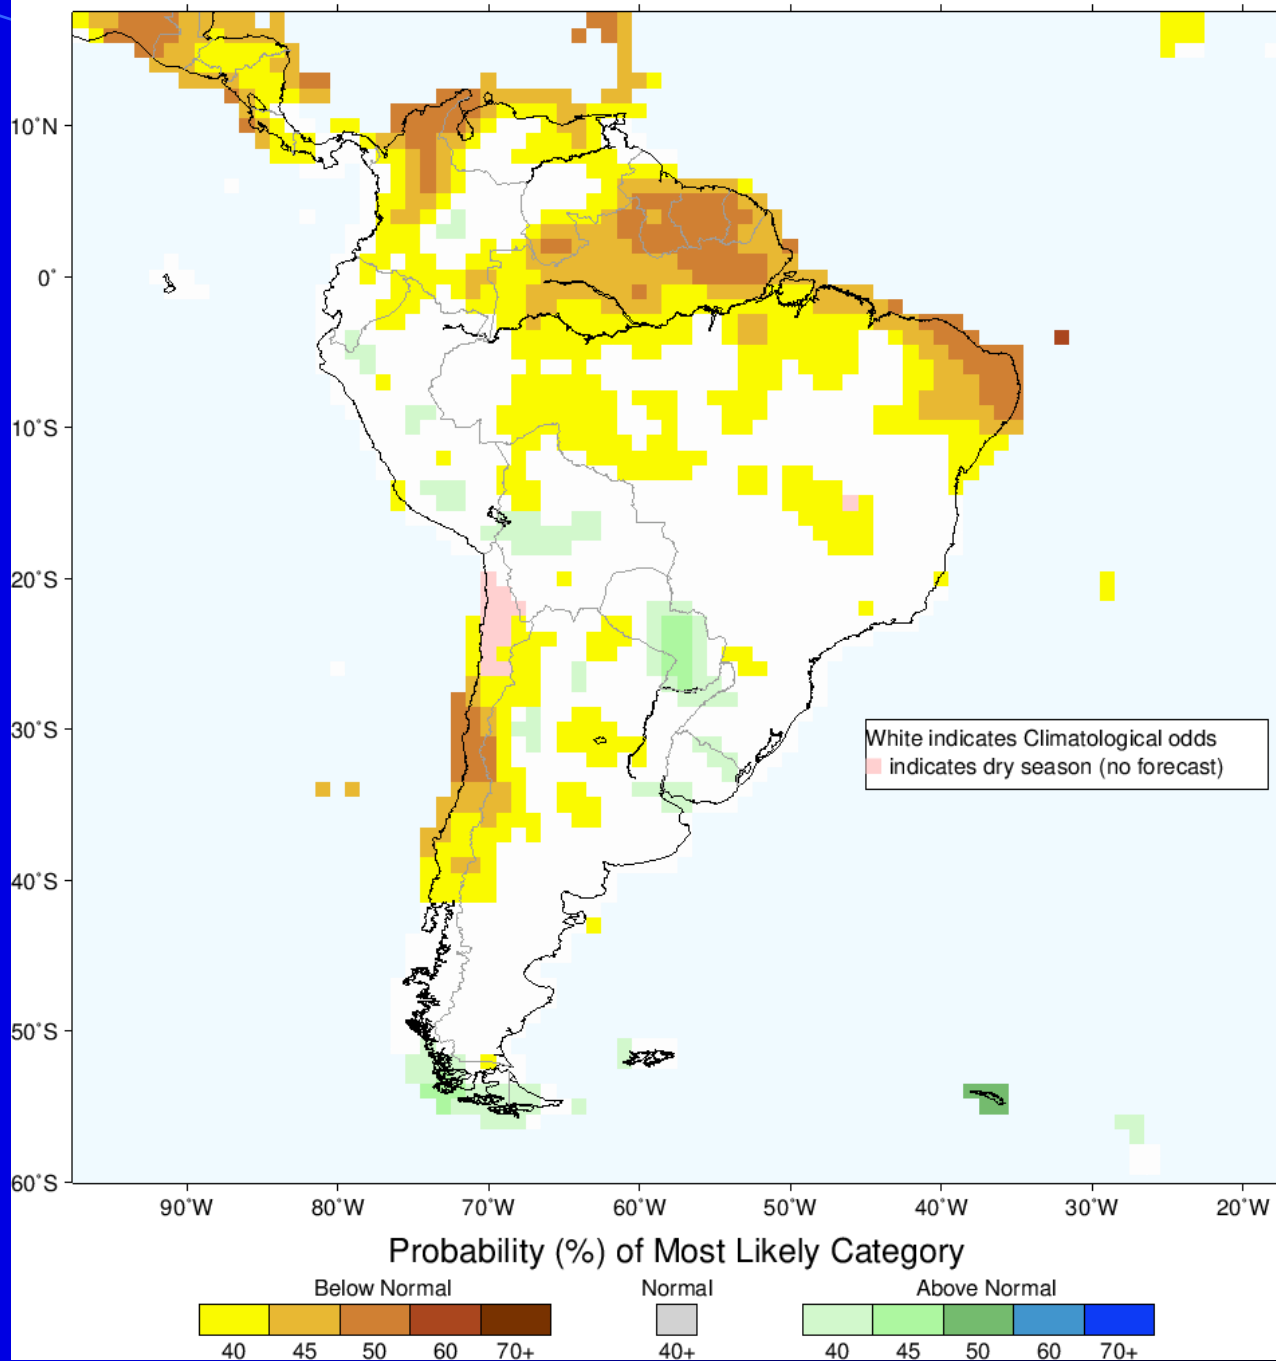 10°N
0°
10°S
20°S
30°S
40°S
50°S
60°S
White indicates Climatological odds
indicates dry season (no forecast)
90°W 80°W 70°W 60°W 50°W 40°W 30°W 20°W
Probability (%) of Most Likely Category
Below Normal Normal Above Normal
40 45 50 60 70+ 40+ 40 45 50 60 70+